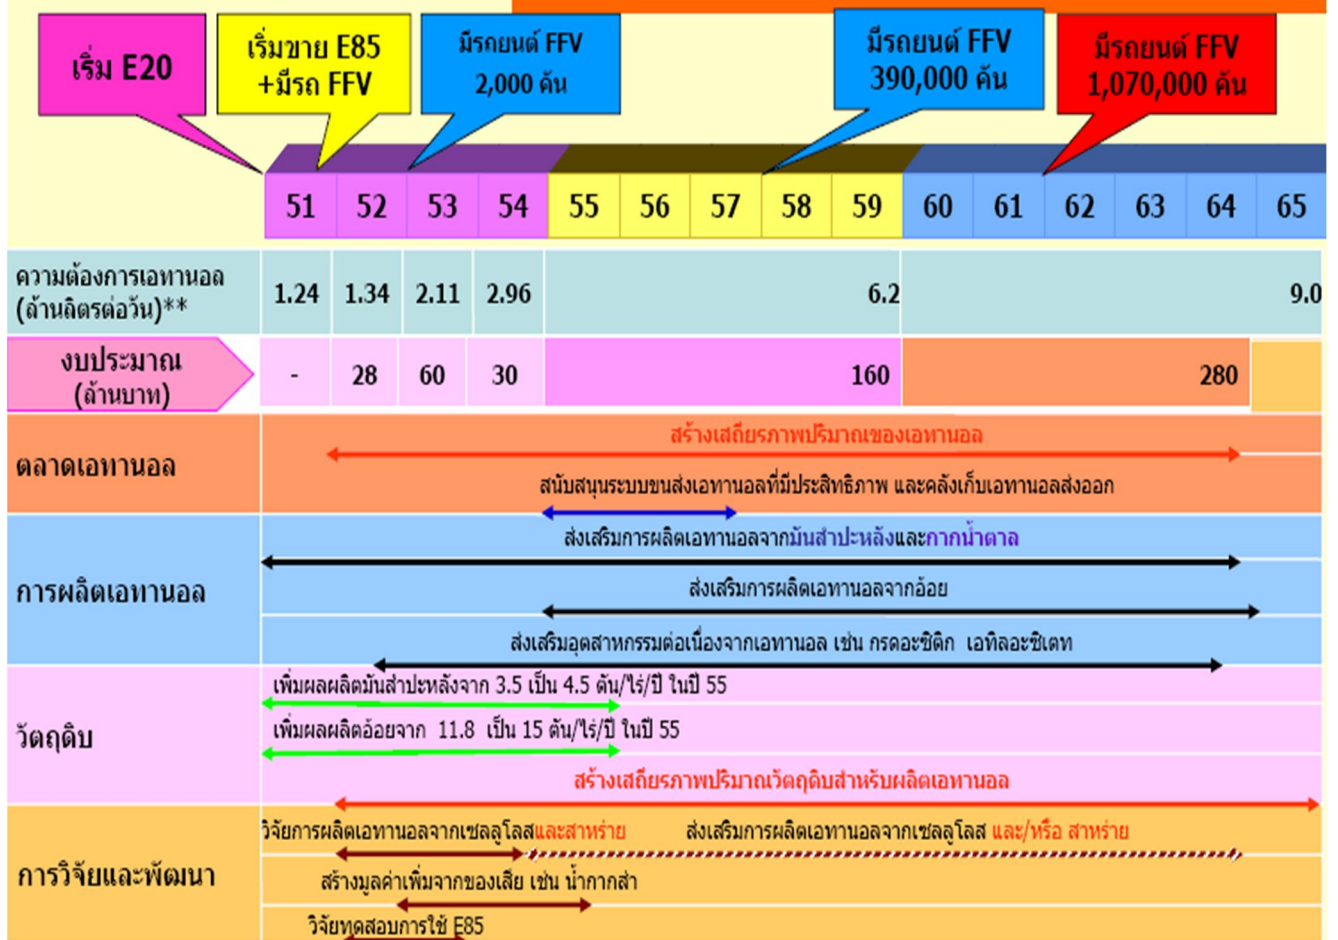 เริ่ม E20
เริ่มขาย E85
+มีรถ FFV
มีรถยนต์ FFV
2,000 คัน
มีรถยนต์ FFV
390,000 คัน
มีรถยนต์ FFV
1,070,000 คัน
51 52 53 54 55 56 57 58 59 60 61 62 63 64 65
ความต้องการเอทานอล
(ล้านลิตรต่อวัน)**
1.24 1.34 2.11 2.96 6.2 9.0
งบประมาณ
(ล้านบาท)
- 28 60 30 160 280
ตลาดเอทานอล
สร้างเสถียรภาพปริมาณของเอทานอล
สนับสนุนระบบขนส่งเอทานอลที่มีประสิทธิภาพ และคลังเก็บเอทานอลส่งออก
การผลิตเอทานอล
ส่งเสริมการผลิตเอทานอลจากมันสำปะหลังและกากน้ำตาล
ส่งเสริมการผลิตเอทานอลจากอ้อย
ส่งเสริมอุตสาหกรรมต่อเนื่องจากเอทานอล เช่น กรดอะซิติก เอทิลอะซิเตท
วัตถุดิบ
เพิ่มผลผลิตมันสำปะหลังจาก 3.5 เป็น 4.5 ตัน/ไร่/ปี ในปี 55
เพิ่มผลผลิตอ้อยจาก 11.8 เป็น 15 ตัน/ไร่/ปี ในปี 55
สร้างเสถียรภาพปริมาณวัตถุดิบสำหรับผลิตเอทานอล
การวิจัยและพัฒนา
วิจัยการผลิตเอทานอลจากเซลลูโลสและสาหร่าย ส่งเสริมการผลิตเอทานอลจากเซลลูโลส และ/หรือ สาหร่าย
สร้างมูลค่าเพิ่มจากของเสีย เช่น น้ำกากส่า
วิจัยทดสอบการใช้ E85